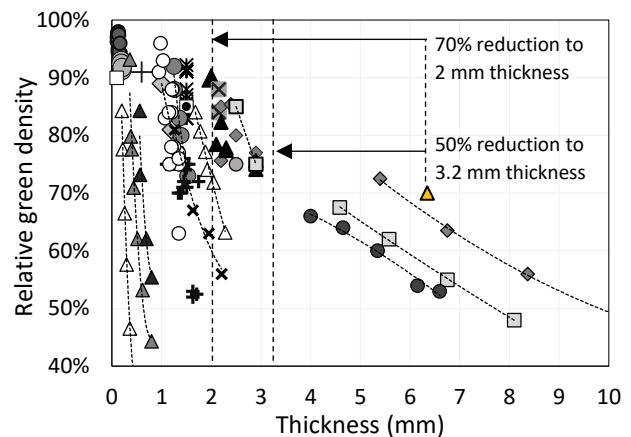 100%
90%
80%
70%
60%
50%
40%
Relative green density
70% reduction to
2 mm thickness
50% reduction to
3.2 mm thickness
0 1 2 3 4 5 6 7 8 9 10
Thickness (mm)